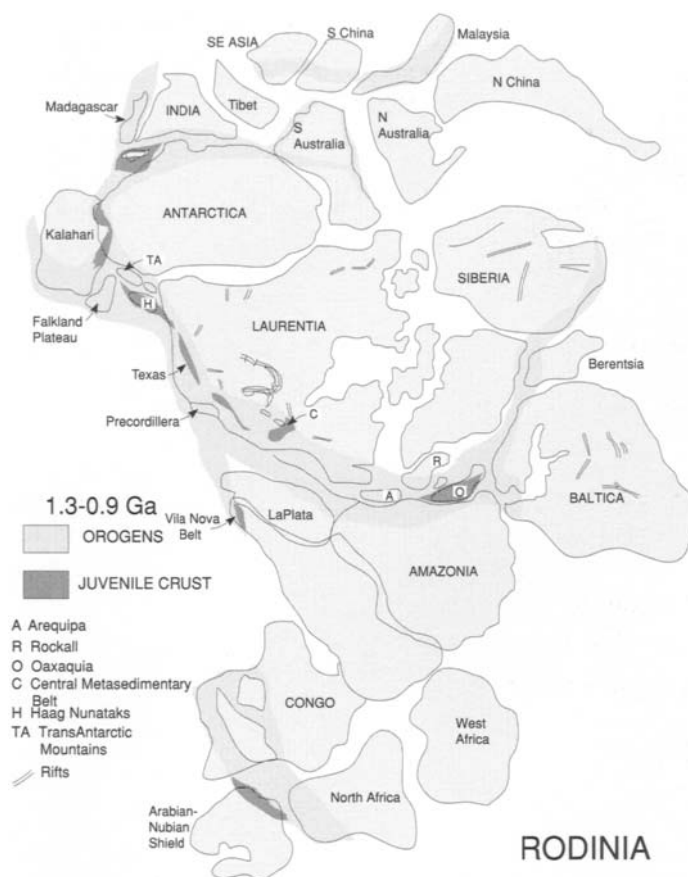 SE ASIA
S China
Malaysia
N China
Madagascar
INDIA
Tibet
S
Australia
N
Australia
ANTARCTICA
Kalahari
TA
SIBERIA
H
Falkland
Plateau
LAURENTIA
Texas
Berentsia
Precordillera
C
R
A
O
BALTICA
1.3-0.9 Ga
OROGENS
JUVENILE CRUST
Vila Nova
Belt
LaPlata
AMAZONIA
A Arequipa
R Rockall
O Oaxaquia
C Central Metasedimentary
Belt
H Haag Nunataks
TA TransAntarctic
Mountains
Rifts
CONGO
West
Africa
North Africa
Arabian-
Nubian
Shield
RODINIA